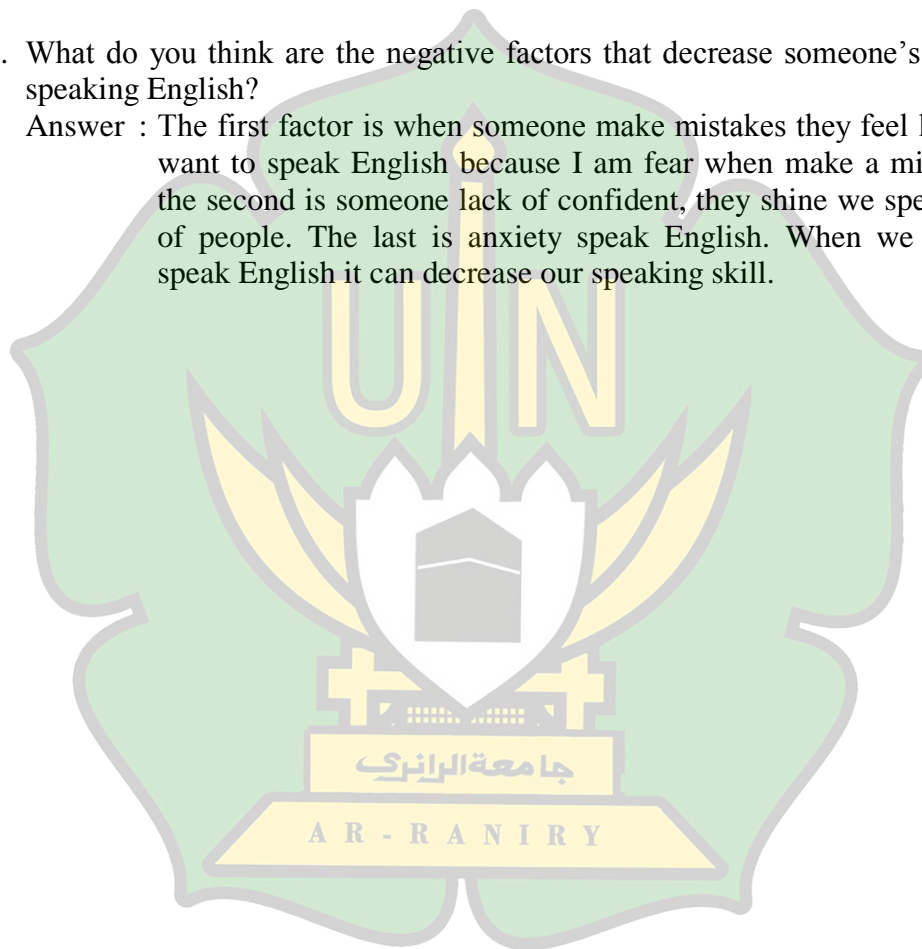 . What do you think are the negative factors that decrease someone's
speaking English?
Answer : The first factor is when someone make mistakes they feel
want to speak English because I am fear when make a
the second is someone lack of confident, they shine we
of people. The last is anxiety speak English. When we
speak English it can decrease our speaking skill.
UIN
جامعة الرانري
AR-RANIRY